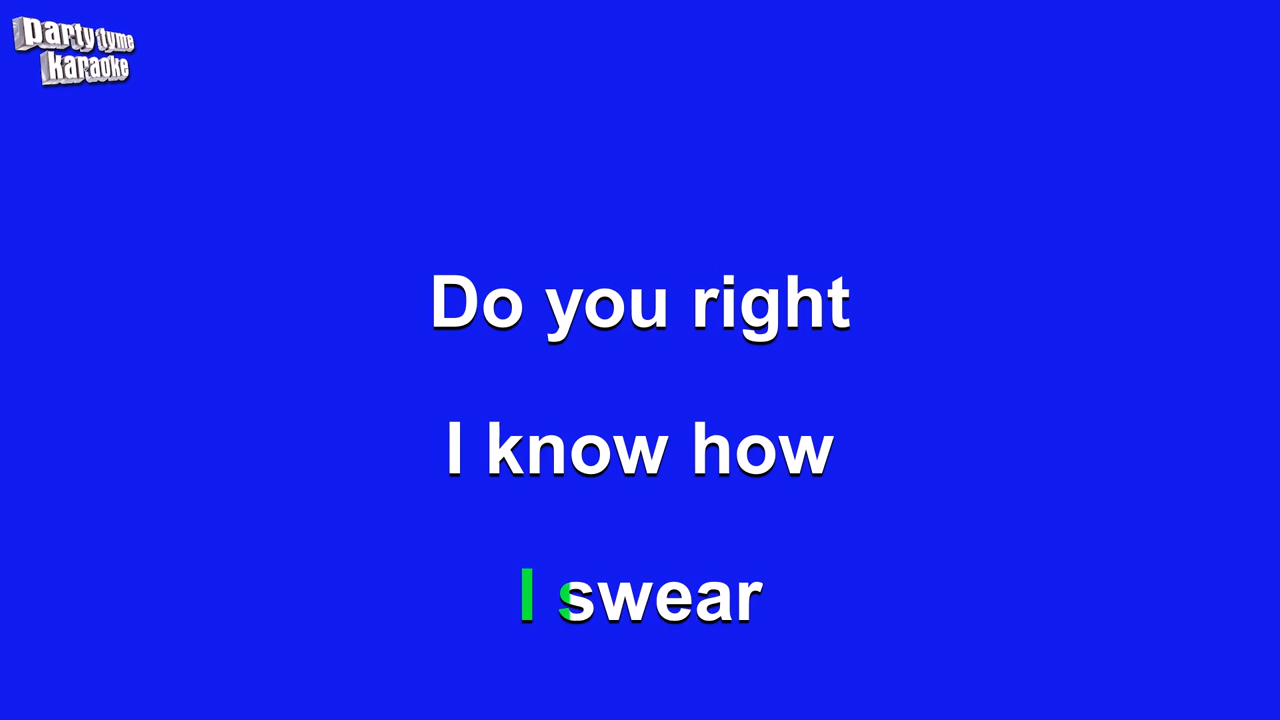 party tyme
karaoke
Do you right
I know how
I swear